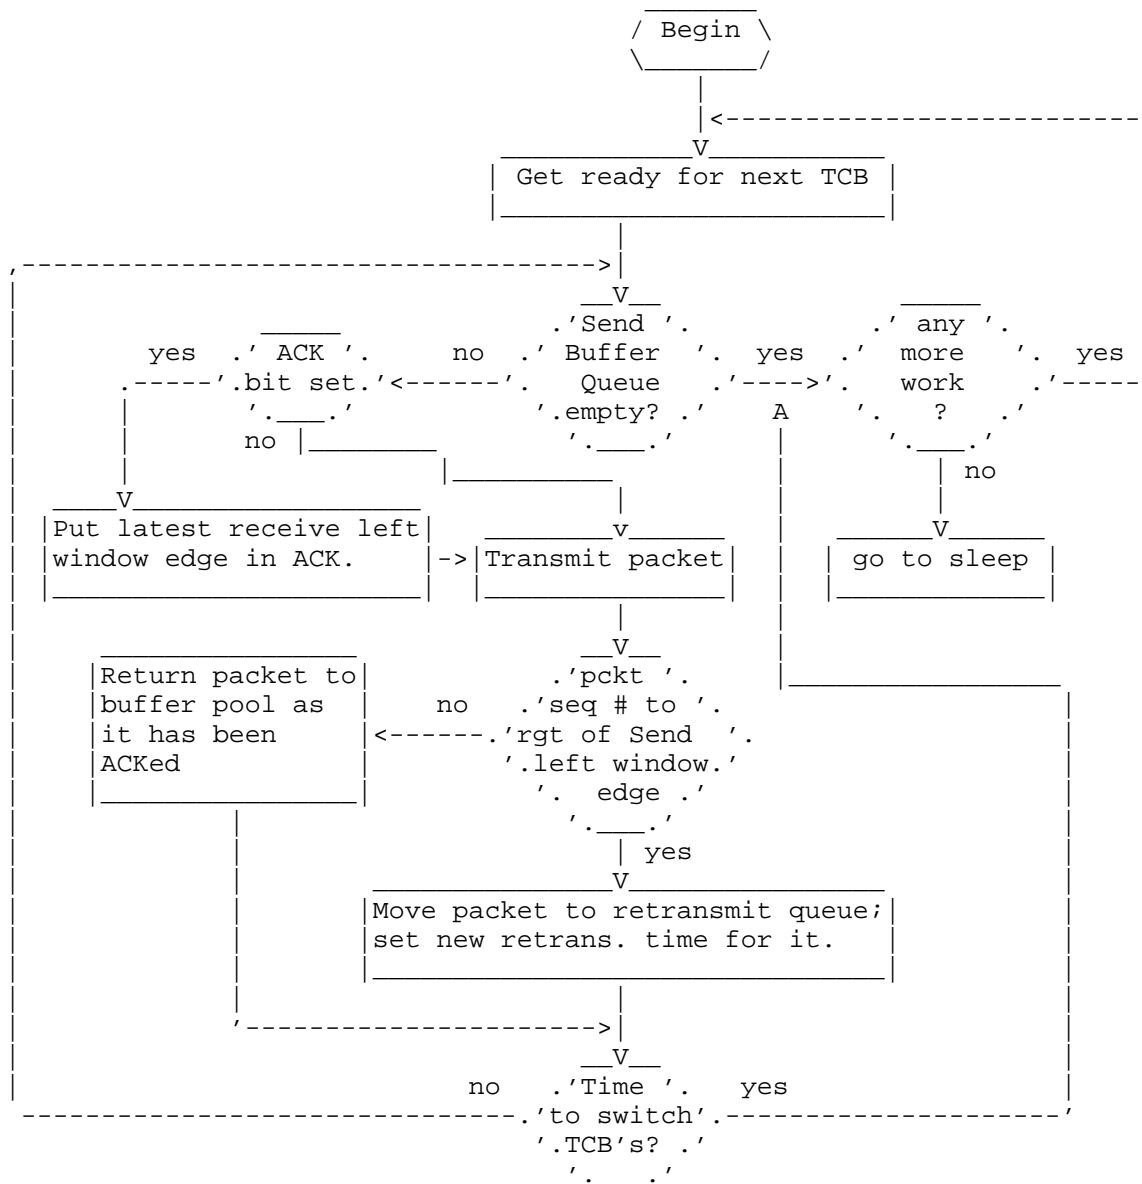 Begin
Get ready for next TCB
Send
Buffer
Queue
empty?
any
more
work
?
yes
ACK
bit set
no
yes
yes
no
no
Put latest receive left
window edge in ACK.
Transmit packet
go to sleep
Return packet to
buffer pool as
it has been
ACKed
no
pckt
seq # to
rgt of Send
left window
edge
yes
Move packet to retransmit queue;
set new retrans. time for it.
no
Time
to switch
TCB's?
yes